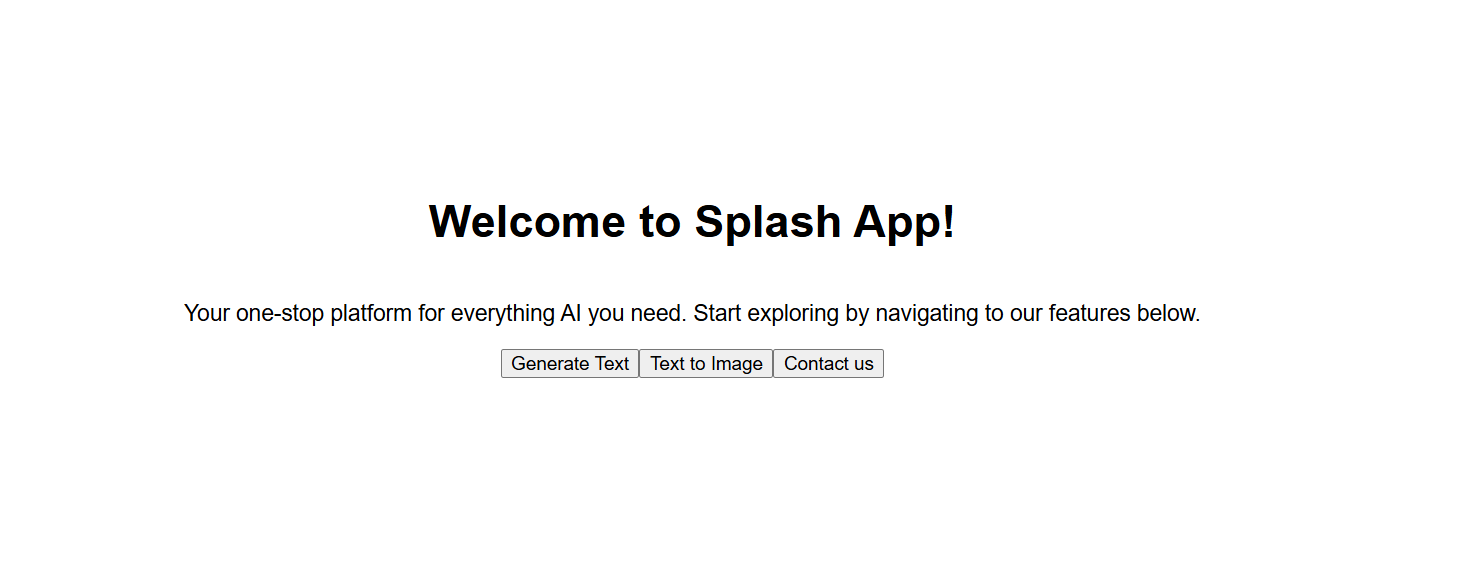 Welcome to Splash App!
Your one-stop platform for everything AI you need. Start exploring by navigating to our features below.
Generate Text Text to Image Contact us